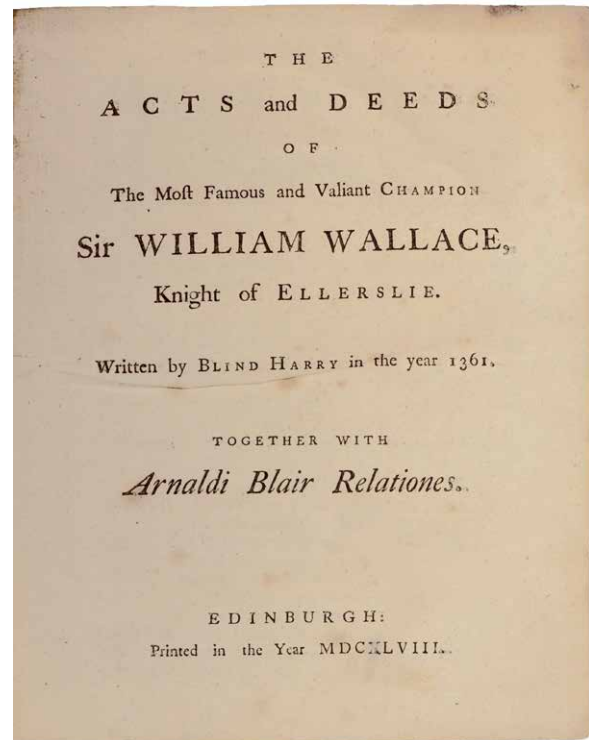 THE
ACTS and DEEDS
OF
The Moſt Famous and Valiant CHAMPION
Sir WILLIAM WALLACE,
Knight of ELLERSLIE.
Written by BLIND HARRY in the year 1361.
TOGETHER WITH
Arnaldi Blair Relationes.
EDINBURGH:
Printed in the Year MDCXLVIII.